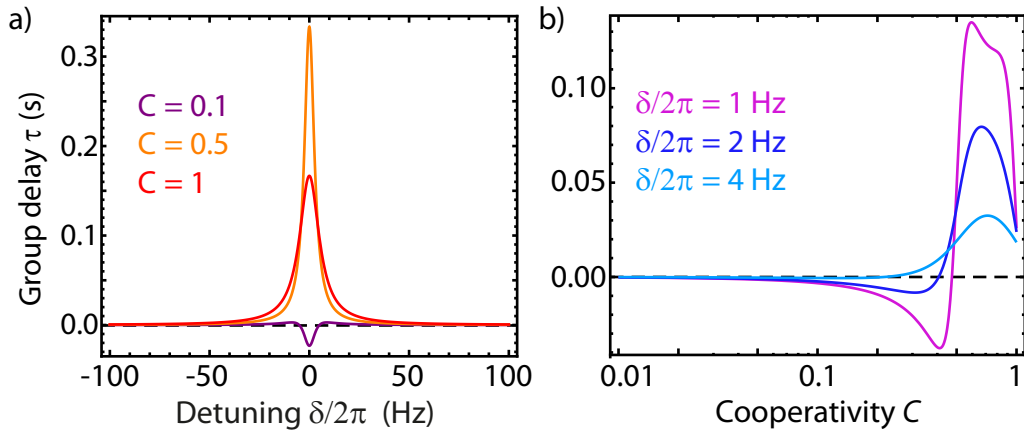 a)
Group delay τ (s)
0.3
0.2
0.1
0.0
C = 0.1
C = 0.5
C = 1
-100
-50
0
50
100
Detuning δ/2π (Hz)
b)
0.10
0.05
0.00
δ/2π = 1 Hz
δ/2π = 2 Hz
δ/2π = 4 Hz
0.01
0.1
1
Cooperativity C